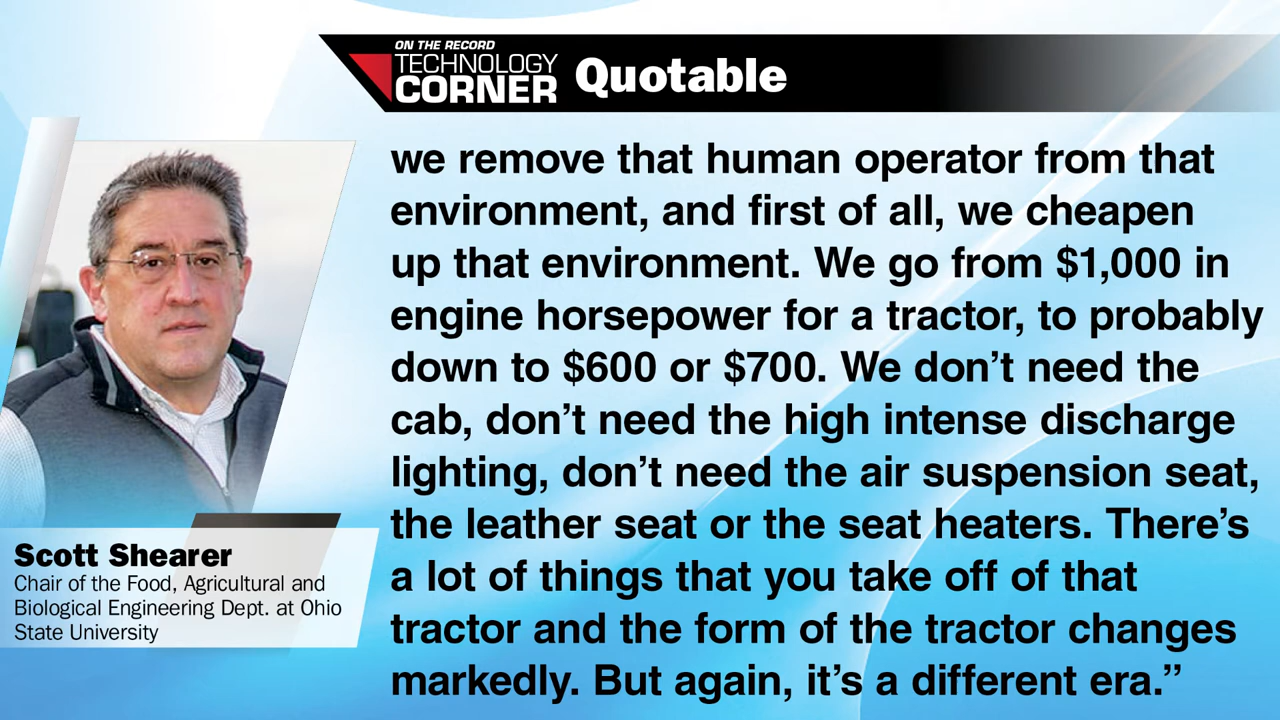 ON THE RECORD
TECHNOLOGY
CORNER
Quotable
we remove that human operator from that
environment, and first of all, we cheapen
up that environment. We go from $1,000 in
engine horsepower for a tractor, to probably
down to $600 or $700. We don’t need the
cab, don’t need the high intense discharge
lighting, don’t need the air suspension seat,
the leather seat or the seat heaters. There’s
a lot of things that you take off of that
tractor and the form of the tractor changes
markedly. But again, it’s a different era.”
Scott Shearer
Chair of the Food, Agricultural and
Biological Engineering Dept. at Ohio
State University